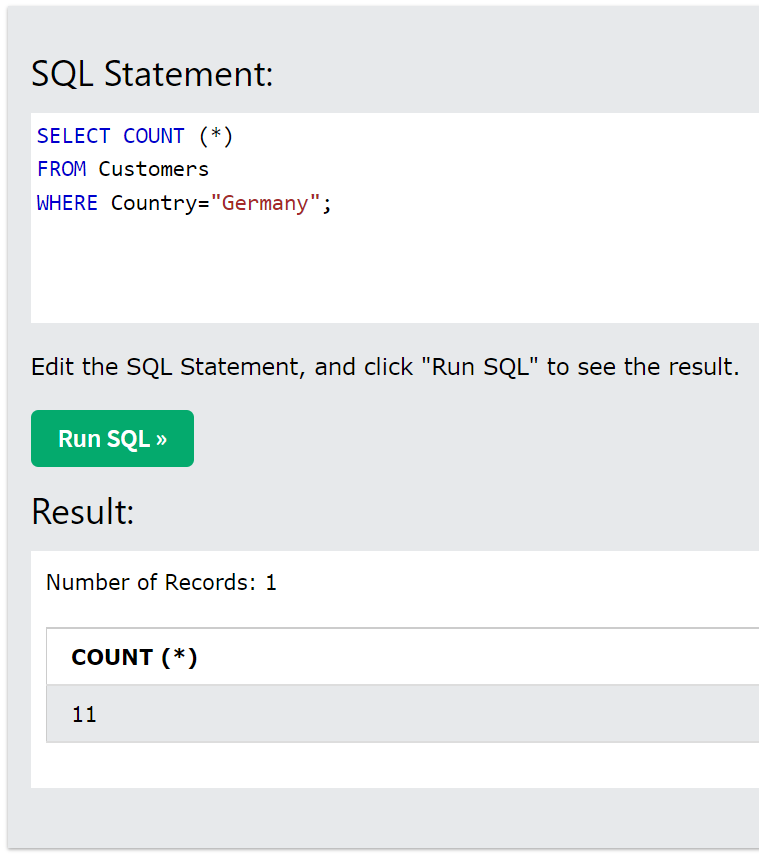 SQL Statement:
SELECT COUNT (*)
FROM Customers
WHERE Country="Germany";
Edit the SQL Statement, and click "Run SQL" to see the result.
Run SQL »
Result:
Number of Records: 1
COUNT (*)
11